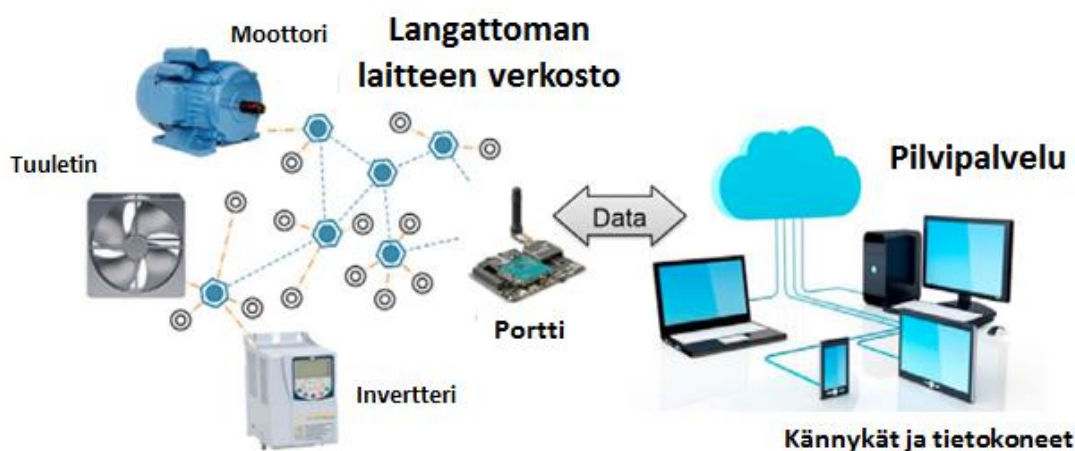 Moottori
Langattoman
laitteen verkosto
Tuuletin
Pilvipalvelu
Data
Portti
Invertteri
Kännykät ja tietokoneet